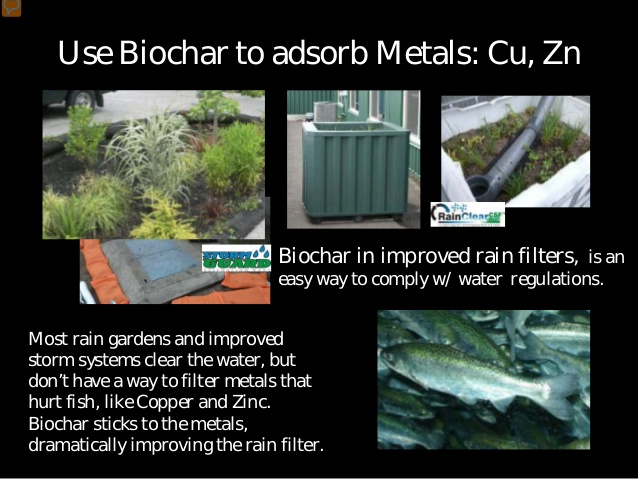 Use Biochar to adsorb Metals: Cu, Zn
RainClear
STORM
GUARD
Biochar in improved rain filters, is an
easy way to comply w/ water regulations.
Most rain gardens and improved
storm systems clear the water, but
don't have a way to filter metals that
hurt fish, like Copper and Zinc.
Biochar sticks to the metals,
dramatically improving the rain filter.